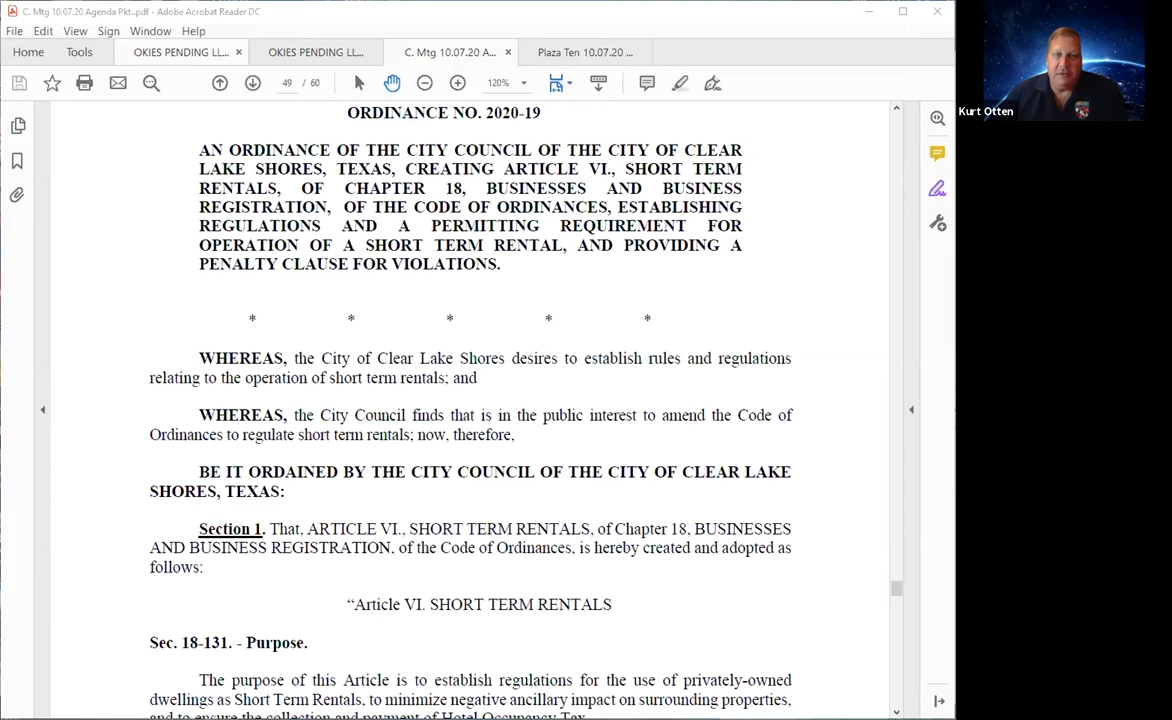 C. Mtg 10.07.20 Agenda Pkt...pdf - Adobe Acrobat Reader DC
File Edit View Sign Window Help
Home Tools OKIES PENDING LL... × OKIES PENDING LL... C. Mtg 10.07.20 A... × Plaza Ten 10.07.20 ...
49 / 60 120%
Kurt Otten
ORDINANCE NO. 2020-19
AN ORDINANCE OF THE CITY COUNCIL OF THE CITY OF CLEAR
LAKE SHORES, TEXAS, CREATING ARTICLE VI., SHORT TERM
RENTALS, OF CHAPTER 18, BUSINESSES AND BUSINESS
REGISTRATION, OF THE CODE OF ORDINANCES, ESTABLISHING
REGULATIONS AND A PERMITTING REQUIREMENT FOR
OPERATION OF A SHORT TERM RENTAL, AND PROVIDING A
PENALTY CLAUSE FOR VIOLATIONS.
* * * * *
WHEREAS, the City of Clear Lake Shores desires to establish rules and regulations
relating to the operation of short term rentals; and
WHEREAS, the City Council finds that is in the public interest to amend the Code of
Ordinances to regulate short term rentals; now, therefore,
BE IT ORDAINED BY THE CITY COUNCIL OF THE CITY OF CLEAR LAKE
SHORES, TEXAS:
Section 1. That, ARTICLE VI., SHORT TERM RENTALS, of Chapter 18, BUSINESSES
AND BUSINESS REGISTRATION, of the Code of Ordinances, is hereby created and adopted as
follows:
“Article VI. SHORT TERM RENTALS
Sec. 18-131. - Purpose.
The purpose of this Article is to establish regulations for the use of privately-owned
dwellings as Short Term Rentals, to minimize negative ancillary impact on surrounding properties,
and to ensure the collection and payment of Hotel Occupancy Tax.